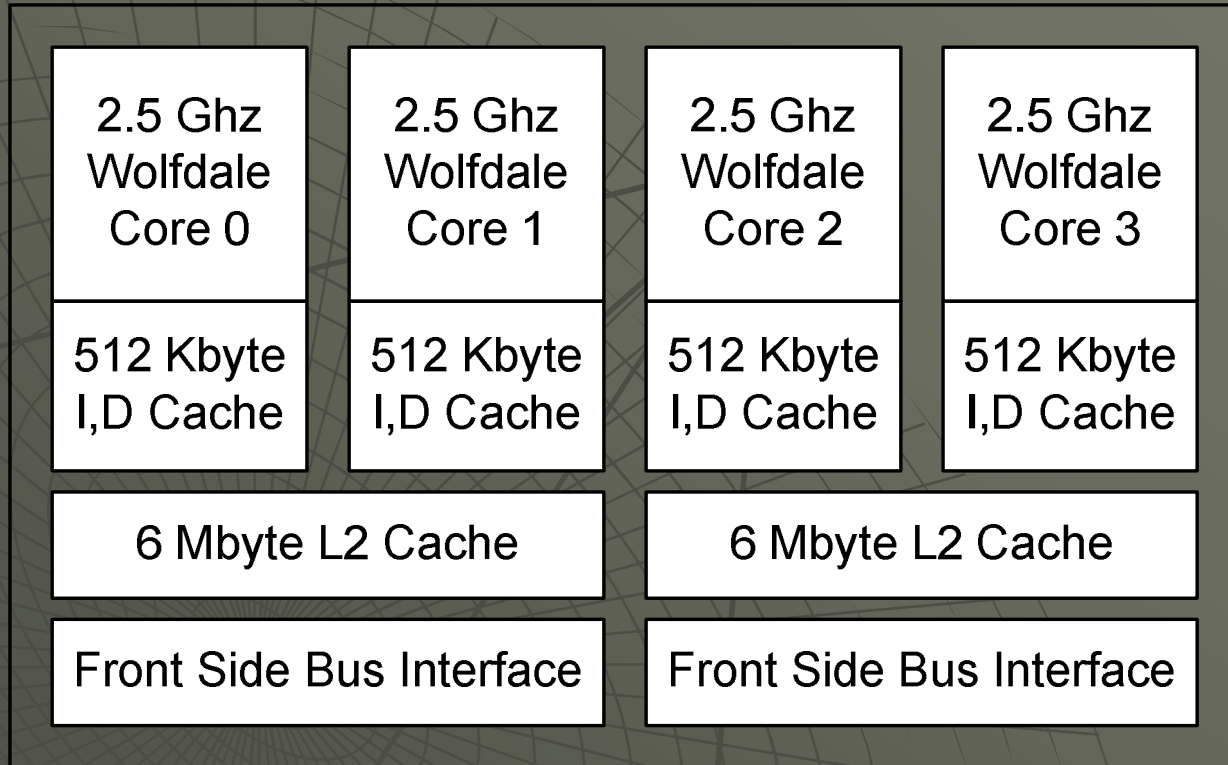 2.5 Ghz
Wolfdale
Core 0
2.5 Ghz
Wolfdale
Core 1
2.5 Ghz
Wolfdale
Core 2
2.5 Ghz
Wolfdale
Core 3
512 Kbyte
I,D Cache
512 Kbyte
I,D Cache
512 Kbyte
I,D Cache
512 Kbyte
I,D Cache
6 Mbyte L2 Cache
6 Mbyte L2 Cache
Front Side Bus Interface
Front Side Bus Interface